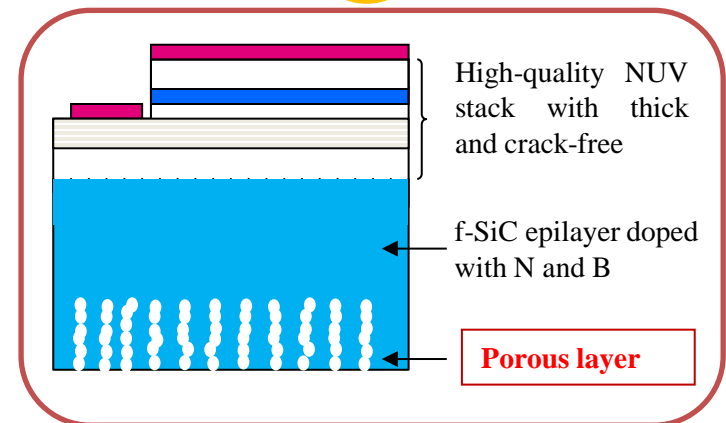 High-quality NUV
stack with thick
and crack-free
f-SiC epilayer doped
with N and B
Porous layer